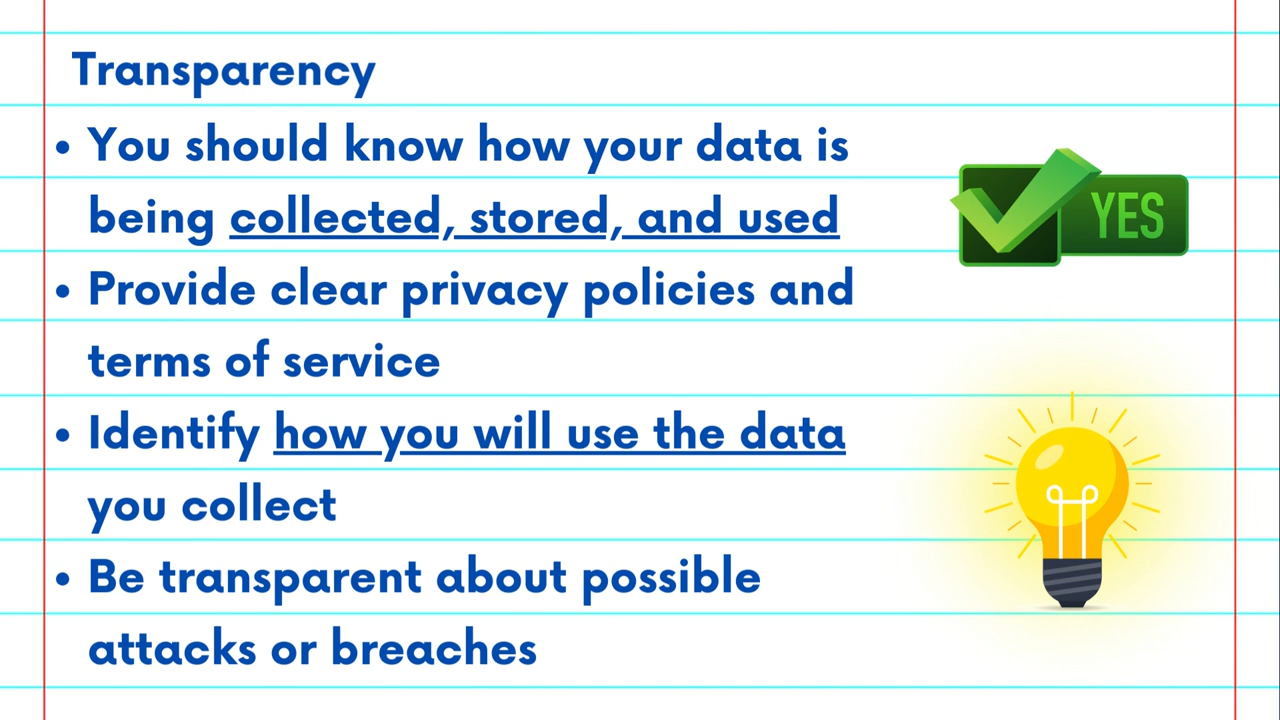 Transparency
• You should know how your data is
being collected, stored, and used
YES
• Provide clear privacy policies and
terms of service
• Identify how you will use the data
you collect
• Be transparent about possible
attacks or breaches